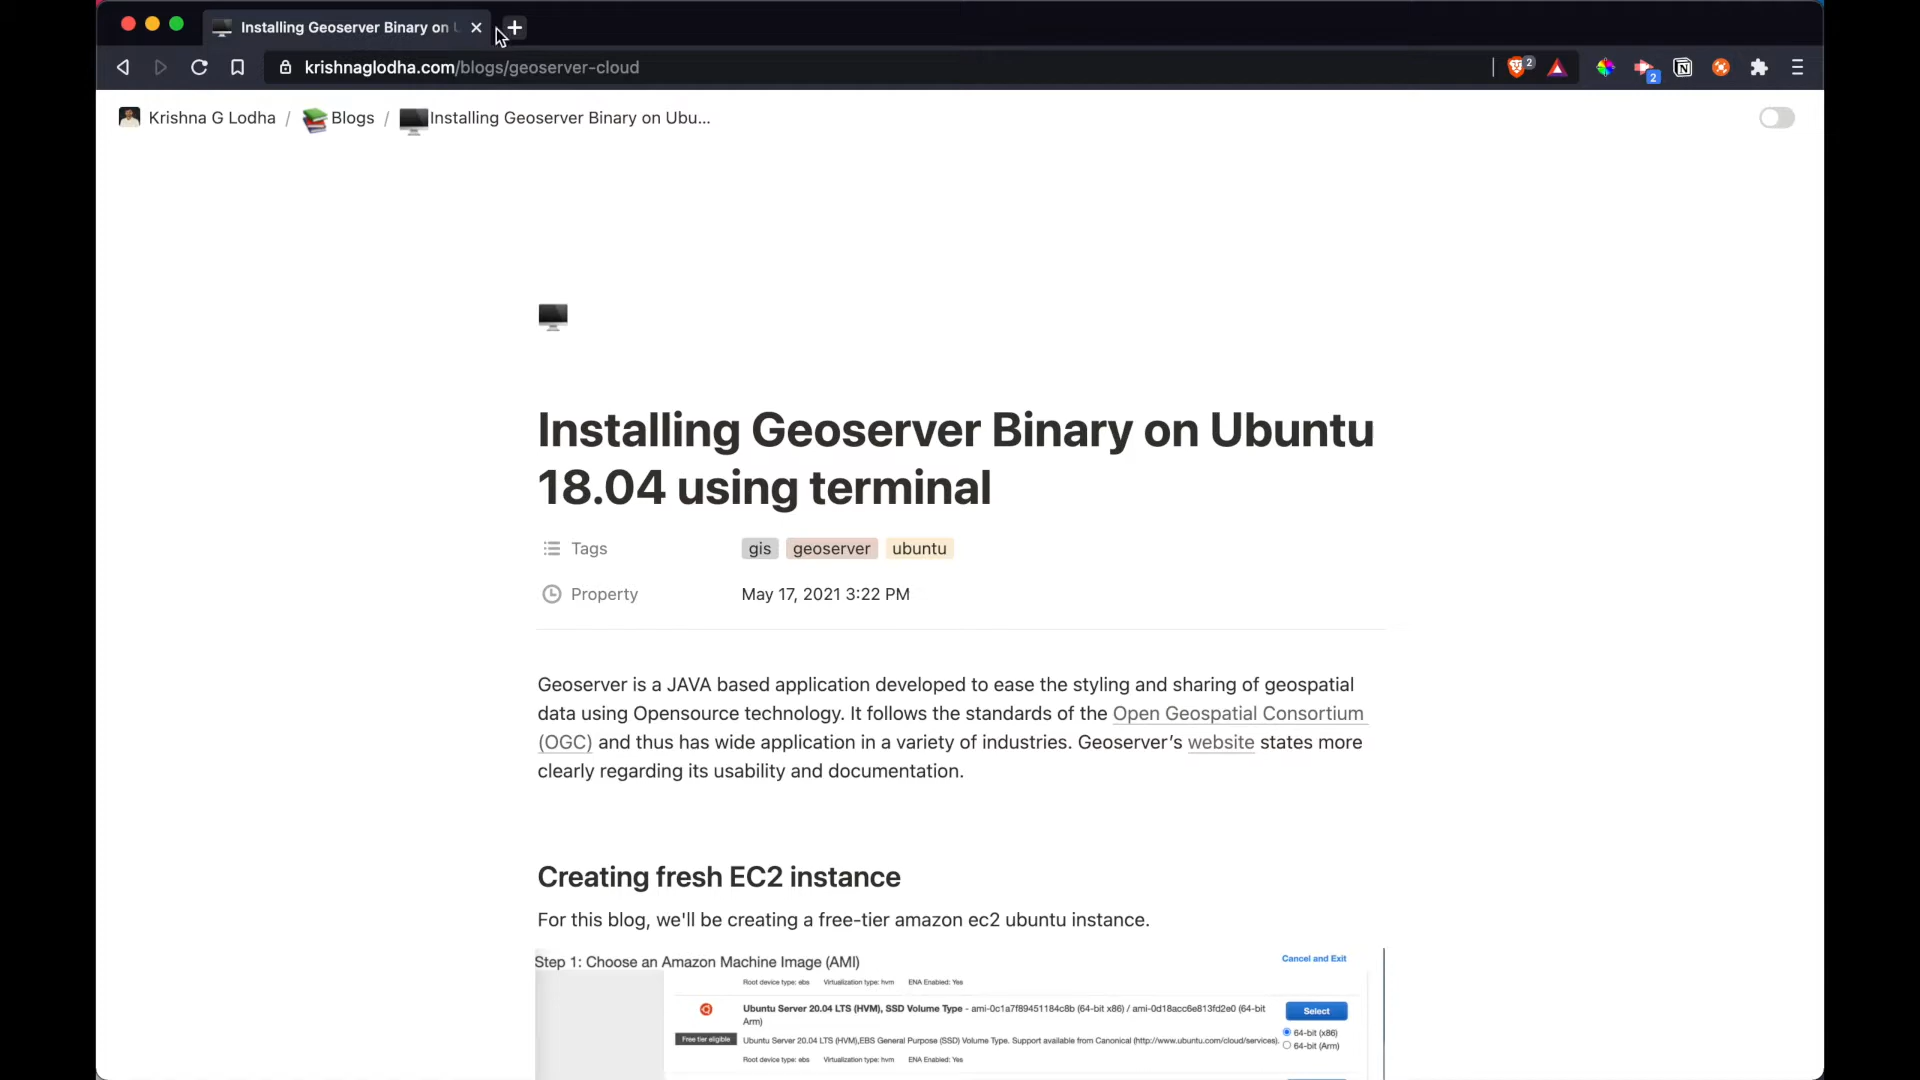 Installing Geoserver Binary on
krishnaglodha.com/blogs/geoserver-cloud
2
2
Krishna G Lodha / Blogs / Installing Geoserver Binary on Ubu...
Installing Geoserver Binary on Ubuntu
18.04 using terminal
Tags gis geoserver ubuntu
Property May 17, 2021 3:22 PM
Geoserver is a JAVA based application developed to ease the styling and sharing of geospatial
data using Opensource technology. It follows the standards of the Open Geospatial Consortium
(OGC) and thus has wide application in a variety of industries. Geoserver's website states more
clearly regarding its usability and documentation.
Creating fresh EC2 instance
For this blog, we'll be creating a free-tier amazon ec2 ubuntu instance.
Step 1: Choose an Amazon Machine Image (AMI) Cancel and Exit
Root device type: ebs Virtualization type: hvm ENA Enabled: Yes
Ubuntu Server 20.04 LTS (HVM), SSD Volume Type - ami-0c1a7f89451184c8b (64-bit x86) / ami-0d18acc6e813fd2e0 (64-bit
Arm)
Select
64-bit (x86)
Free tier eligible Ubuntu Server 20.04 LTS (HVM),EBS General Purpose (SSD) Volume Type. Support available from Canonical (http://www.ubuntu.com/cloud/services).
64-bit (Arm)
Root device type: ebs Virtualization type: hvm ENA Enabled: Yes